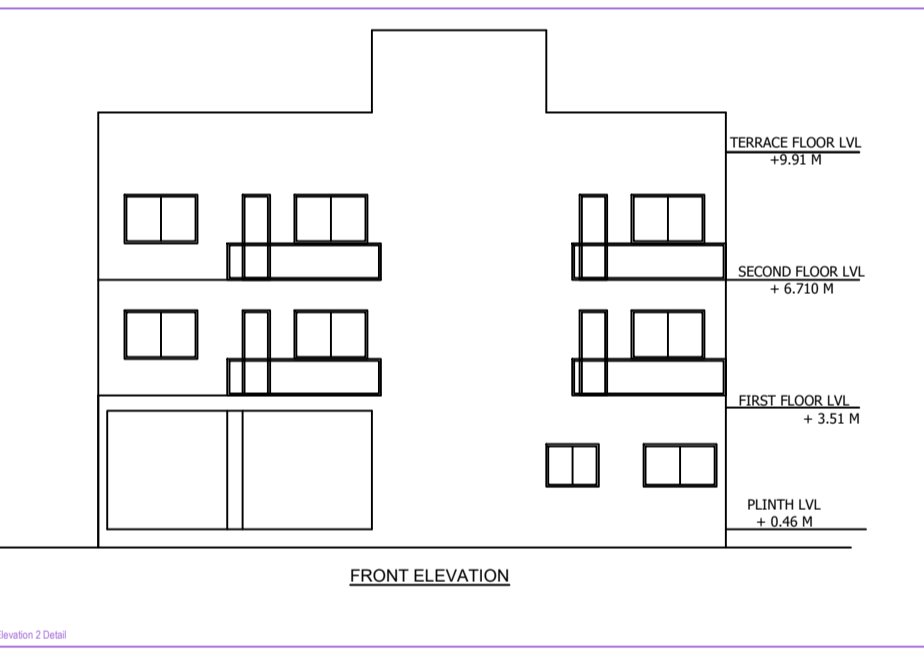 TERRACE FLOOR LVL
+9.91 M
SECOND FLOOR LVL
+ 6.710 M
FIRST FLOOR LVL
+ 3.51 M
PLINTH LVL
+ 0.46 M
FRONT ELEVATION
levation 2 Detail